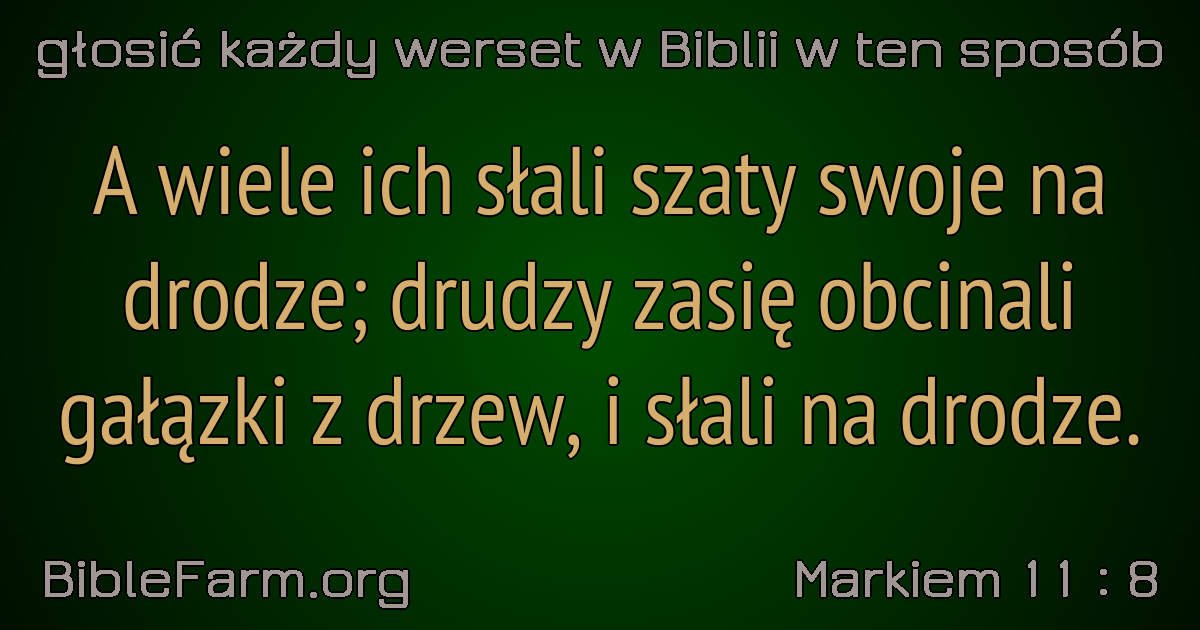 głosić każdy werset w Biblii w ten sposób
A wiele ich słali szaty swoje na
drodze; drudzy zasię obcinali
gałązki z drzew, i słali na drodze.
BibleFarm.org
Markiem 11 : 8